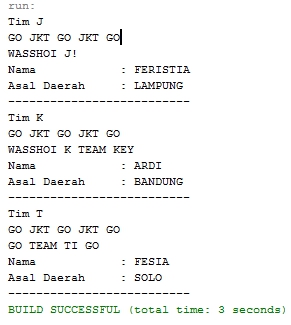 run:
Tim J
GO JKT GO JKT GO
WASSHOI J!
Nama : FERISTIA
Asal Daerah : LAMPUNG
--------------------------
Tim K
GO JKT GO JKT GO
WASSHOI K TEAM KEY
Nama : ARDI
Asal Daerah : BANDUNG
--------------------------
Tim T
GO JKT GO JKT GO
GO TEAM TI GO
Nama : FESIA
Asal Daerah : SOLO
--------------------------
BUILD SUCCESSFUL (total time: 3 seconds)